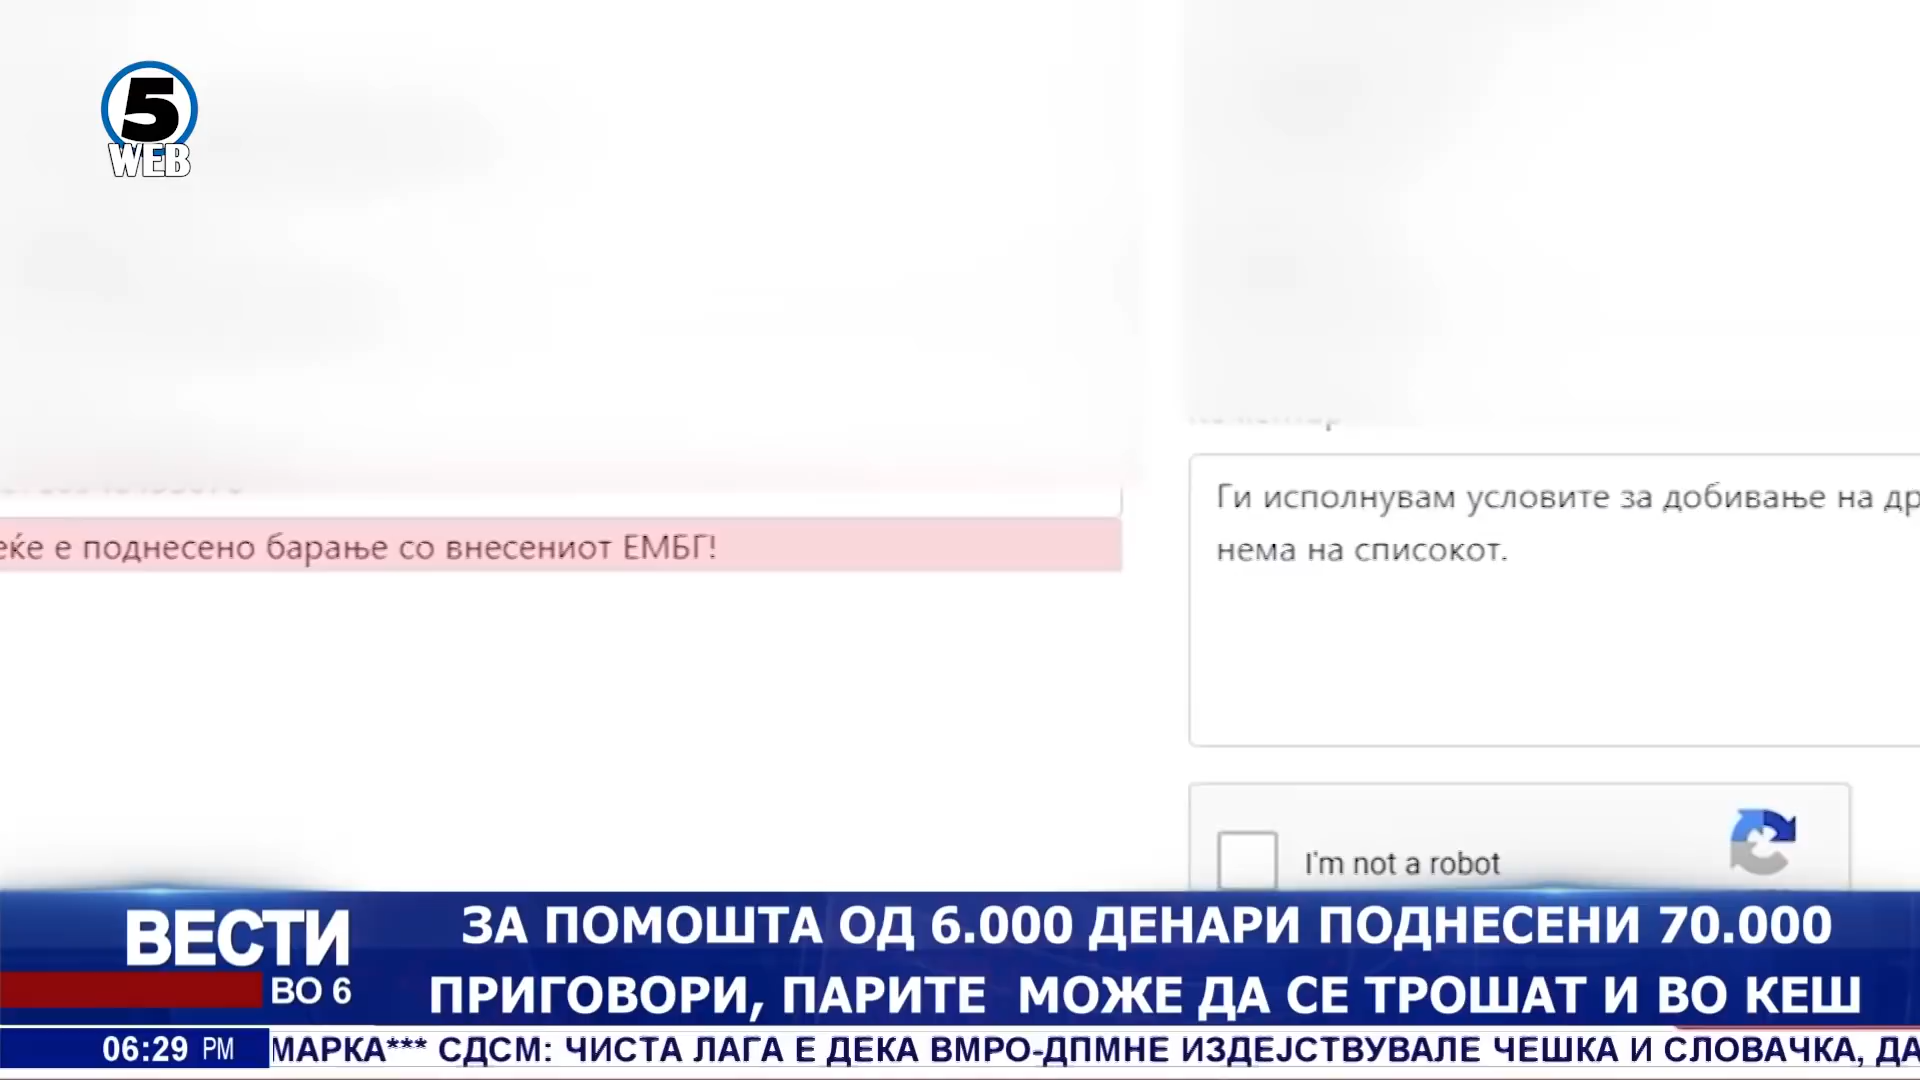 5
WEB
Ги исполнувам условите за добивање на др
нема на списокот.
еќе е поднесено барање со внесениот ЕМБГ!
I'm not a robot
ВЕСТИ
ВО 6
ЗА ПОМОШТА ОД 6.000 ДЕНАРИ ПОДНЕСЕНИ 70.000
ПРИГОВОРИ, ПАРИТЕ МОЖЕ ДА СЕ ТРОШАТ И ВО КЕШ
06:29 PM
МАРКА*** СДСМ: ЧИСТА ЛАГА Е ДЕКА ВМРО-ДПМНЕ ИЗДЕЈСТВУВАЛЕ ЧЕШКА И СЛОВАЧКА, ДА